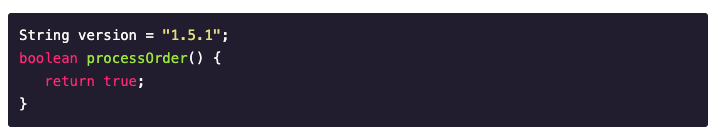 String version = "1.5.1";
boolean processOrder() {
   return true;
}